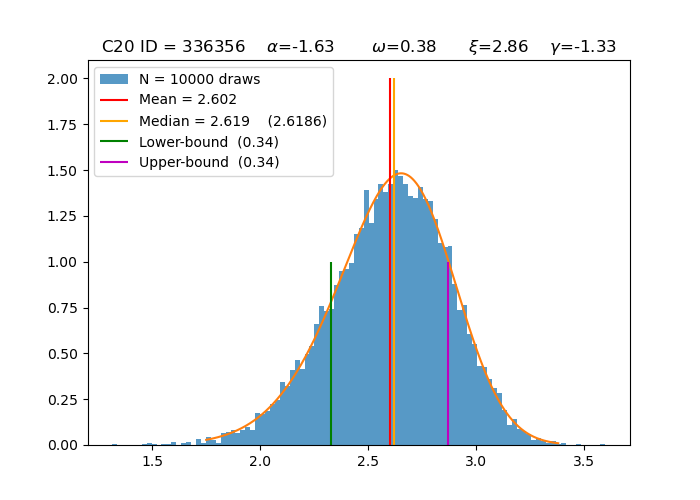 C20 ID = 336356 α=-1.63 ω=0.38 ξ=2.86 γ=-1.33
N = 10000 draws
Mean = 2.602
Median = 2.619 (2.6186)
Lower-bound (0.34)
Upper-bound (0.34)
2.00
1.75
1.50
1.25
1.00
0.75
0.50
0.25
0.00
1.5 2.0 2.5 3.0 3.5